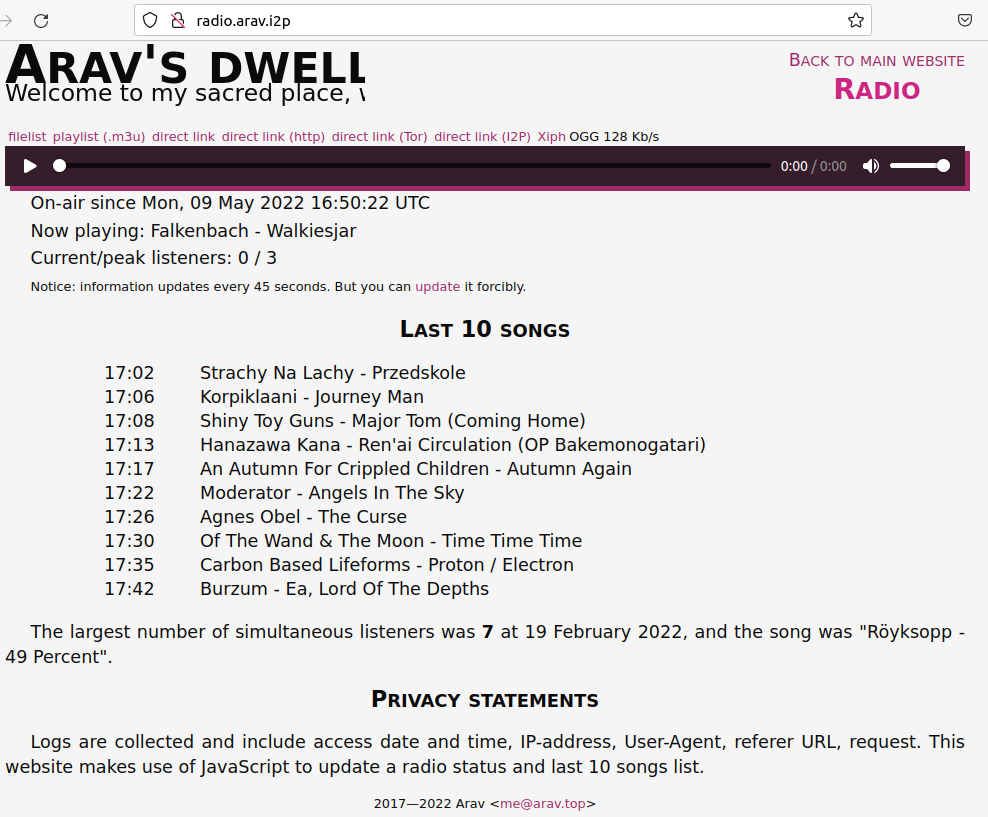 radio.arav.i2p
Arav's dwell
Welcome to my sacred place,
Back to main website
Radio
filelist playlist (.m3u) direct link direct link (http) direct link (Tor) direct link (I2P) Xiph OGG 128 Kb/s
0:00 / 0:00
On-air since Mon, 09 May 2022 16:50:22 UTC
Now playing: Falkenbach - Walkiesjar
Current/peak listeners: 0 / 3
Notice: information updates every 45 seconds. But you can update it forcibly.
Last 10 songs
17:02 Strachy Na Lachy - Przedskole
17:06 Korpiklaani - Journey Man
17:08 Shiny Toy Guns - Major Tom (Coming Home)
17:13 Hanazawa Kana - Ren'ai Circulation (OP Bakemonogatari)
17:17 An Autumn For Crippled Children - Autumn Again
17:22 Moderator - Angels In The Sky
17:26 Agnes Obel - The Curse
17:30 Of The Wand & The Moon - Time Time Time
17:35 Carbon Based Lifeforms - Proton / Electron
17:42 Burzum - Ea, Lord Of The Depths
The largest number of simultaneous listeners was 7 at 19 February 2022, and the song was "Röyksopp -
49 Percent".
Privacy statements
Logs are collected and include access date and time, IP-address, User-Agent, referer URL, request. This
website makes use of JavaScript to update a radio status and last 10 songs list.
2017—2022 Arav <me@arav.top>